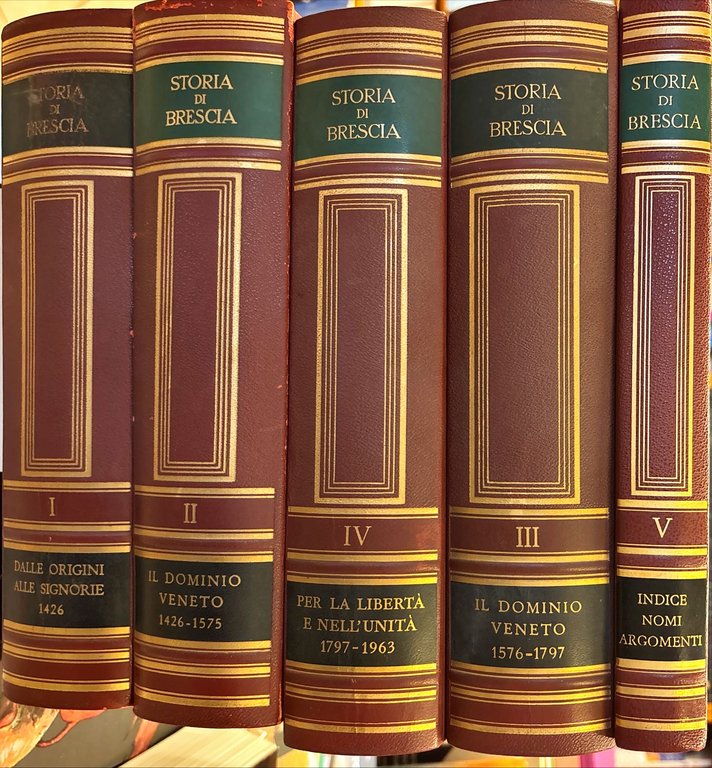 STORIA
DI
BRESCIA
I
DALLE ORIGINI
ALLE SIGNORIE
1426
STORIA
DI
BRESCIA
II
IL DOMINIO
VENETO
1426-1575
STORIA
DI
BRESCIA
IV
PER LA LIBERTÀ
E NELL'UNITÀ
1797-1963
STORIA
DI
BRESCIA
III
IL DOMINIO
VENETO
1576-1797
STORIA
DI
BRESCIA
V
INDICE
NOMI
ARGOMENTI